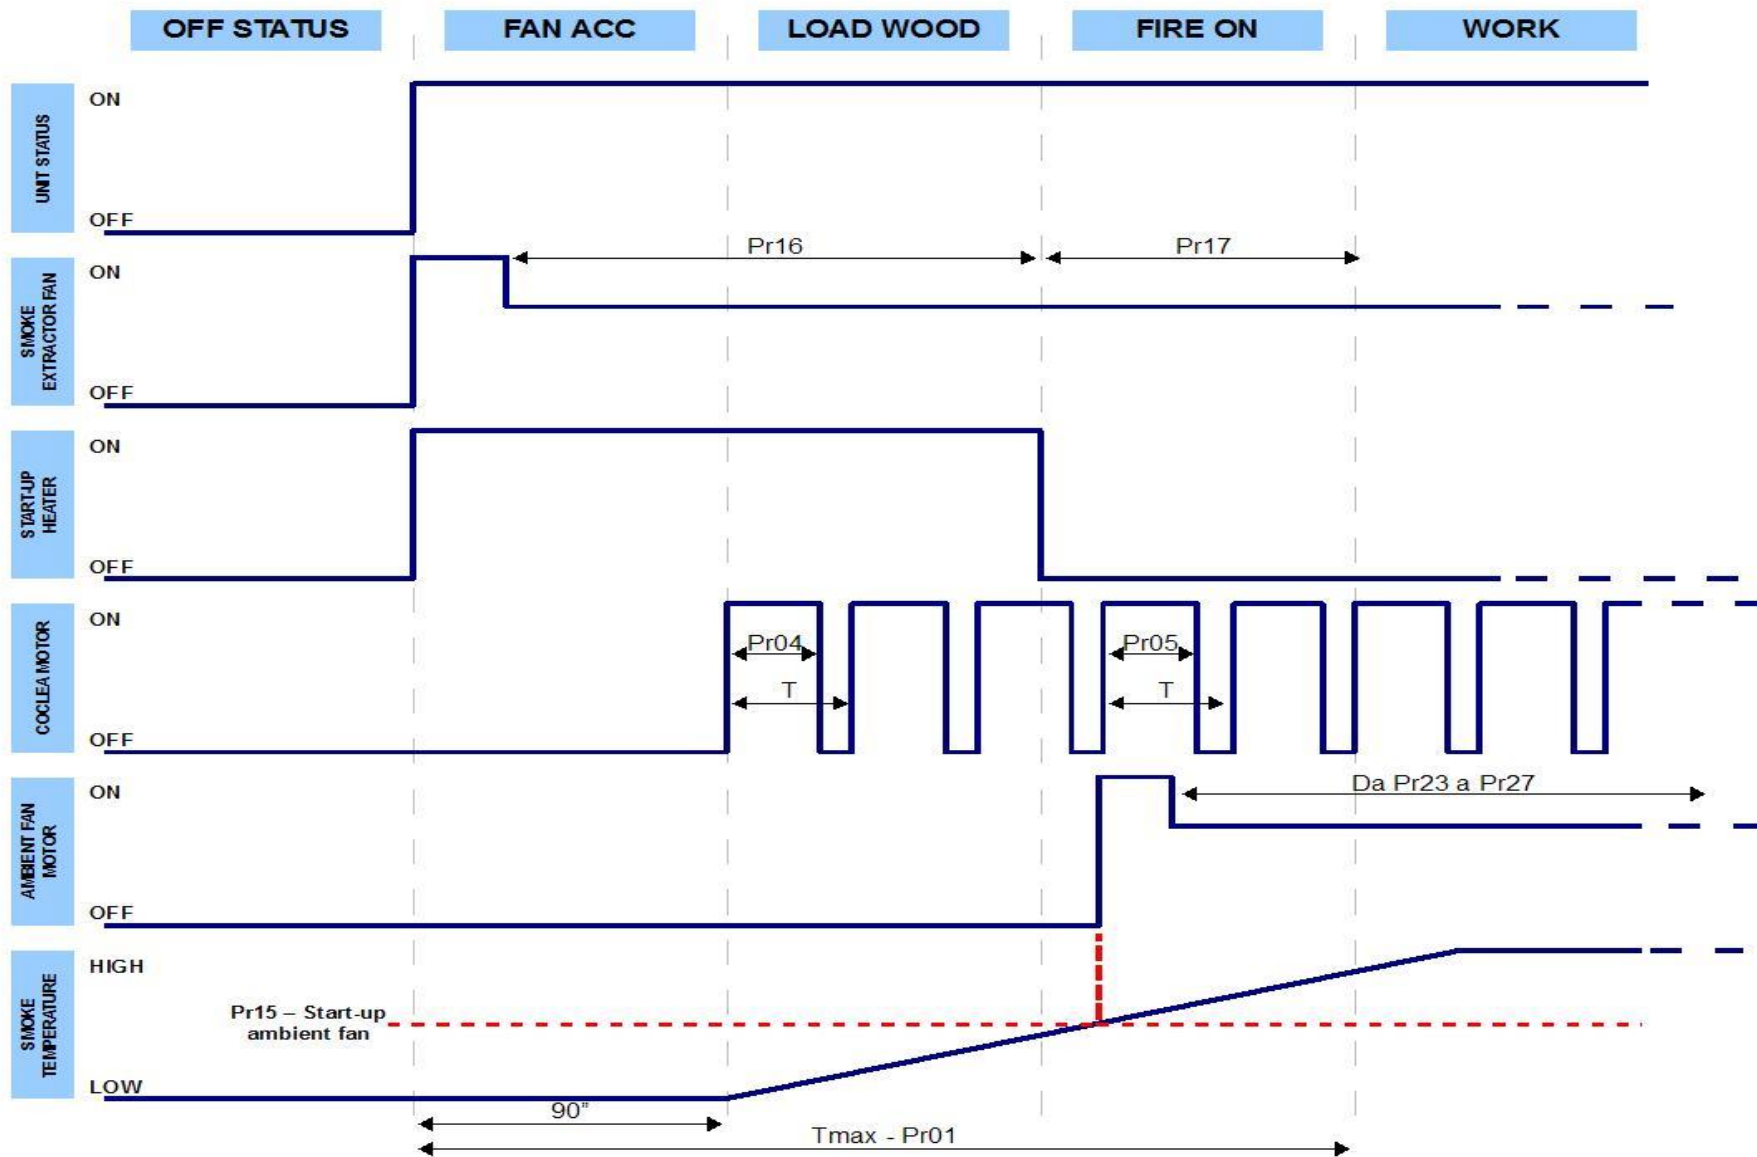 OFF STATUS FAN ACC LOAD WOOD FIRE ON WORK
UNIT STATUS
ON
OFF
SMOKE
EXTRACTOR FAN
ON
Pr16 Pr17
OFF
START-UP
HEATER
ON
OFF
COCLEA MOTOR
ON
Pr04 Pr05
T T
OFF
AMBIENT FAN
MOTOR
ON
Da Pr23 a Pr27
OFF
SMOKE
TEMPERATURE
HIGH
Pr15 – Start-up
ambient fan
LOW
90”
Tmax - Pr01